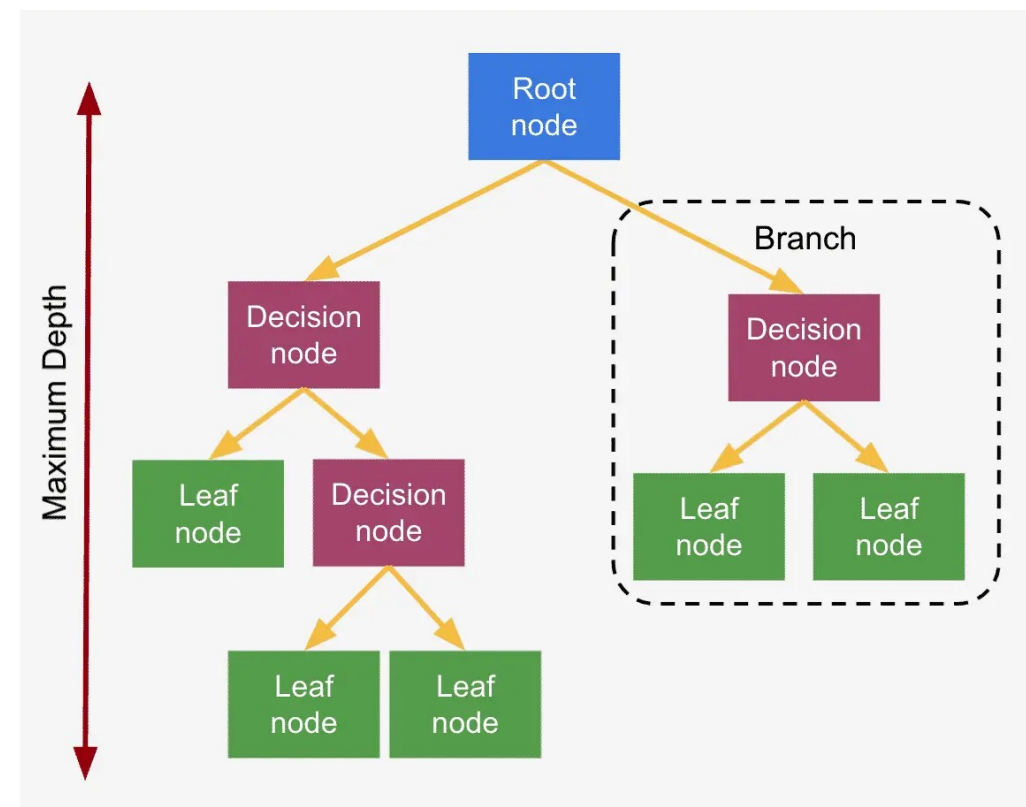 Root
node
Branch
Maximum Depth
Decision
node
Decision
node
Leaf
node
Decision
node
Leaf
node
Leaf
node
Leaf
node
Leaf
node